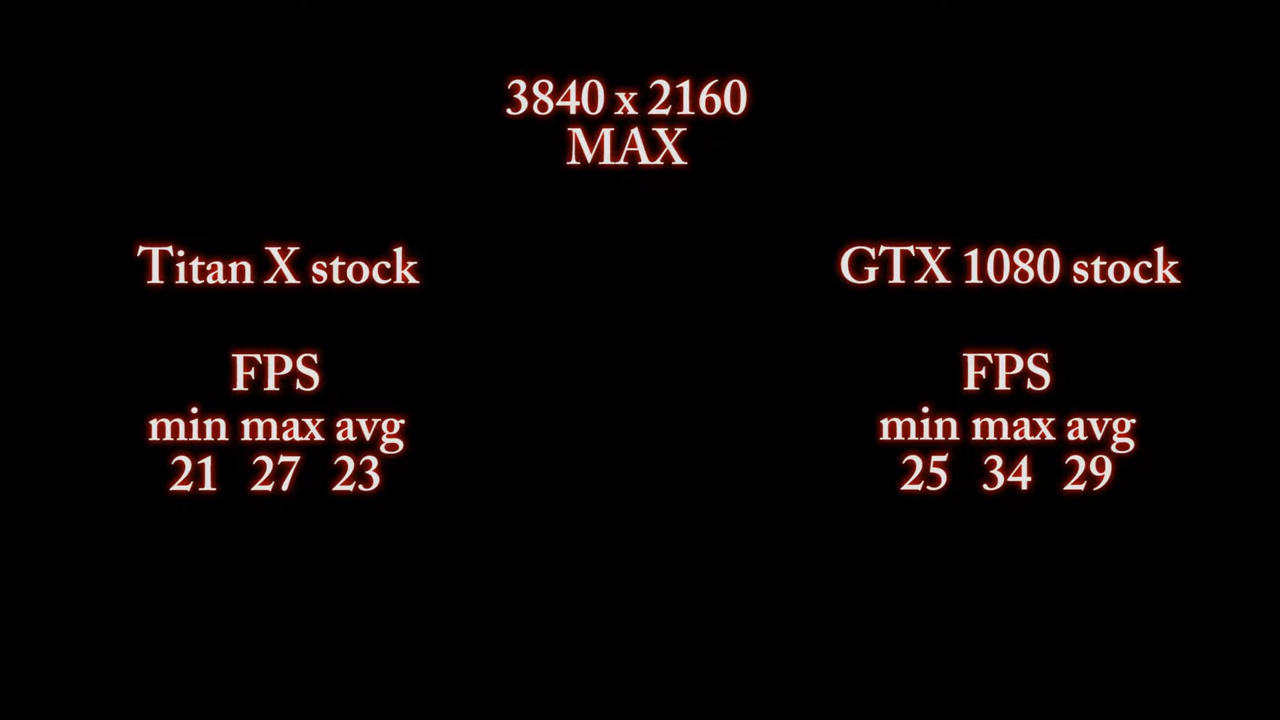 3840 x 2160
MAX
Titan X stock
FPS
min max avg
21 27 23
GTX 1080 stock
FPS
min max avg
25 34 29